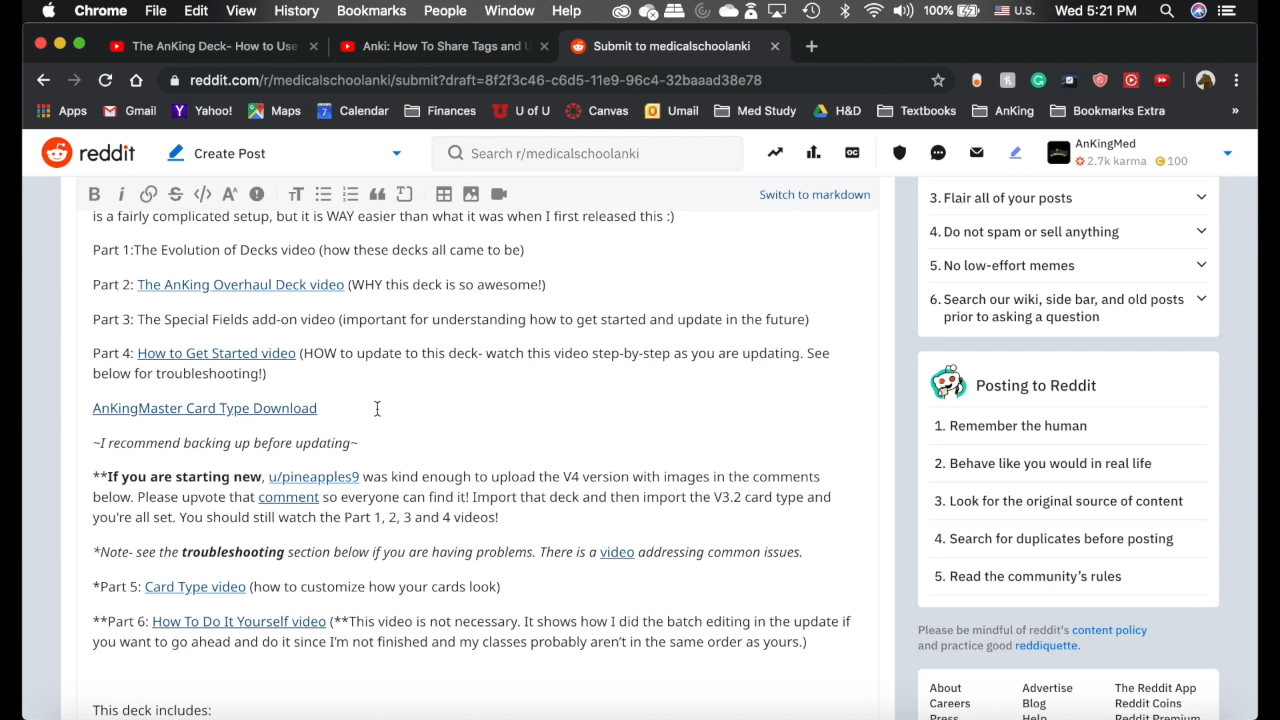 Chrome File Edit View History Bookmarks People Window Help 100% U.S. Wed 5:21 PM
The AnKing Deck- How to Use Anki: How To Share Tags and U Submit to medicalschoolanki
reddit.com/r/medicalschoolanki/submit?draft=8f2f3c46-c6d5-11e9-96c4-32baaad38e78
Apps Gmail Yahoo! Maps Calendar Finances U of U Canvas Umail Med Study H&D Textbooks AnKing Bookmarks Extra »
reddit Create Post Search r/medicalschoolanki AnKingMed
2.7k karma 100
Switch to markdown
is a fairly complicated setup, but it is WAY easier than what it was when I first released this :)
Part 1:The Evolution of Decks video (how these decks all came to be)
Part 2: The AnKing Overhaul Deck video (WHY this deck is so awesome!)
Part 3: The Special Fields add-on video (important for understanding how to get started and update in the future)
Part 4: How to Get Started video (HOW to update to this deck- watch this video step-by-step as you are updating. See
below for troubleshooting!)
AnKingMaster Card Type Download
~I recommend backing up before updating~
**If you are starting new, u/pineapples9 was kind enough to upload the V4 version with images in the comments
below. Please upvote that comment so everyone can find it! Import that deck and then import the V3.2 card type and
you're all set. You should still watch the Part 1, 2, 3 and 4 videos!
*Note- see the troubleshooting section below if you are having problems. There is a video addressing common issues.
*Part 5: Card Type video (how to customize how your cards look)
**Part 6: How To Do It Yourself video (**This video is not necessary. It shows how I did the batch editing in the update if
you want to go ahead and do it since I'm not finished and my classes probably aren't in the same order as yours.)
This deck includes:
3. Flair all of your posts
4. Do not spam or sell anything
5. No low-effort memes
6. Search our wiki, side bar, and old posts
prior to asking a question
Posting to Reddit
1. Remember the human
2. Behave like you would in real life
3. Look for the original source of content
4. Search for duplicates before posting
5. Read the community's rules
Please be mindful of reddit's content policy
and practice good reddiquette.
About Advertise The Reddit App
Careers Blog Reddit Coins
Press Help Reddit Premium